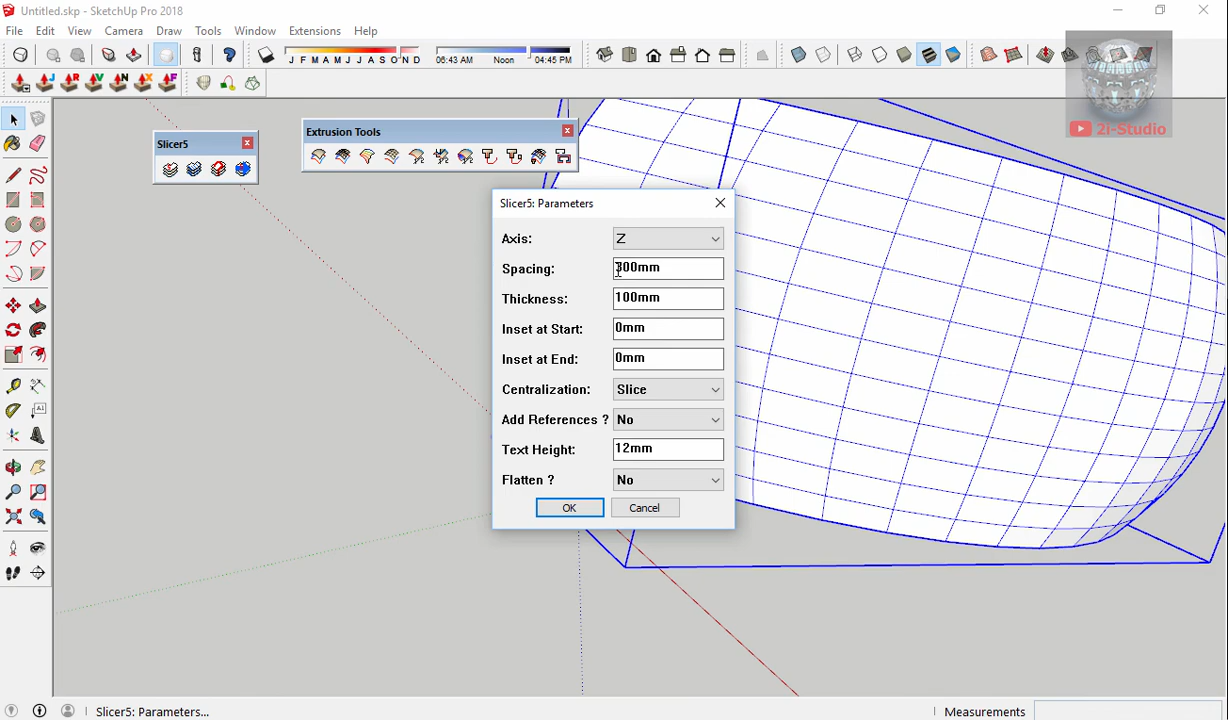 Untitled.skp - SketchUp Pro 2018
File Edit View Camera Draw Tools Window Extensions Help
J F M A M J J A S O N D 06:43 AM Noon 04:45 PM
2i-Studio
Slicer5
Extrusion Tools
Slicer5: Parameters
Axis: Z
Spacing: 300mm
Thickness: 100mm
Inset at Start: 0mm
Inset at End: 0mm
Centralization: Slice
Add References ? No
Text Height: 12mm
Flatten ? No
OK Cancel
Slicer5: Parameters... Measurements